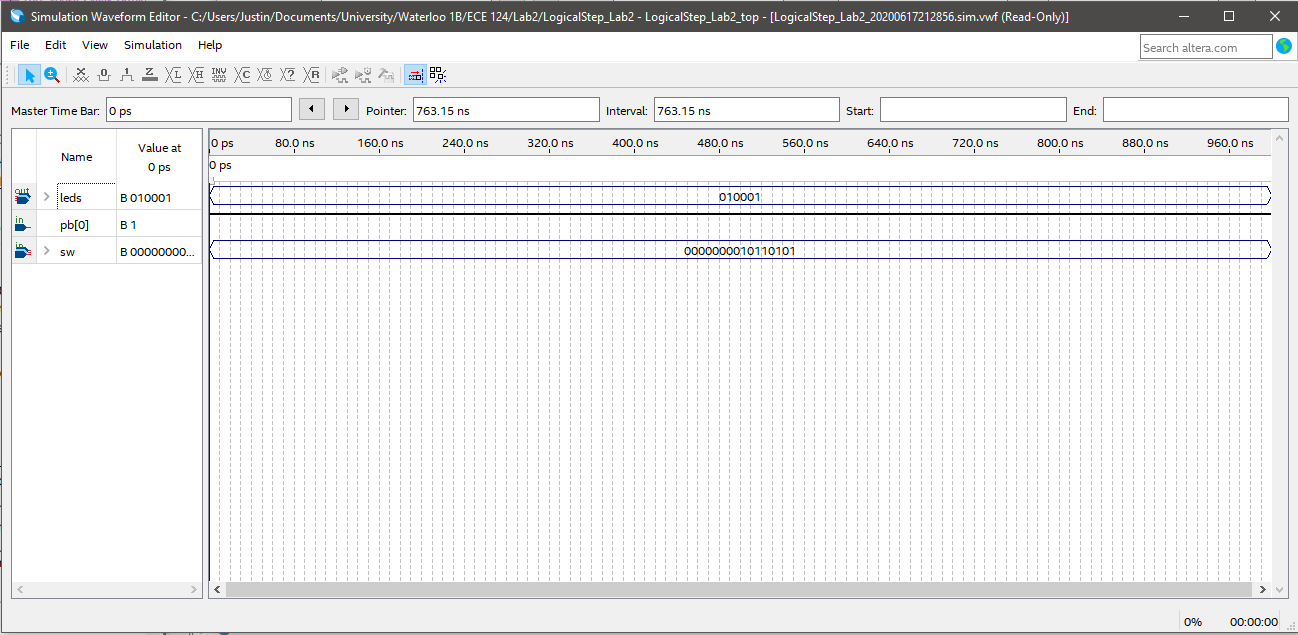 Simulation Waveform Editor - C:/Users/Justin/Documents/University/Waterloo 1B/ECE 124/Lab2/LogicalStep_Lab2 - LogicalStep_Lab2_top - [LogicalStep_Lab2_20200617212856.sim.vwf (Read-Only)]
File Edit View Simulation Help
Search altera.com
Master Time Bar: 0 ps Pointer: 763.15 ns Interval: 763.15 ns Start: End:
Name Value at 0 ps
0 ps 80.0 ns 160.0 ns 240.0 ns 320.0 ns 400.0 ns 480.0 ns 560.0 ns 640.0 ns 720.0 ns 800.0 ns 880.0 ns 960.0 ns
0 ps
out leds B 010001 010001
in pb[0] B 1
in sw B 00000000... 0000000010110101
0% 00:00:00